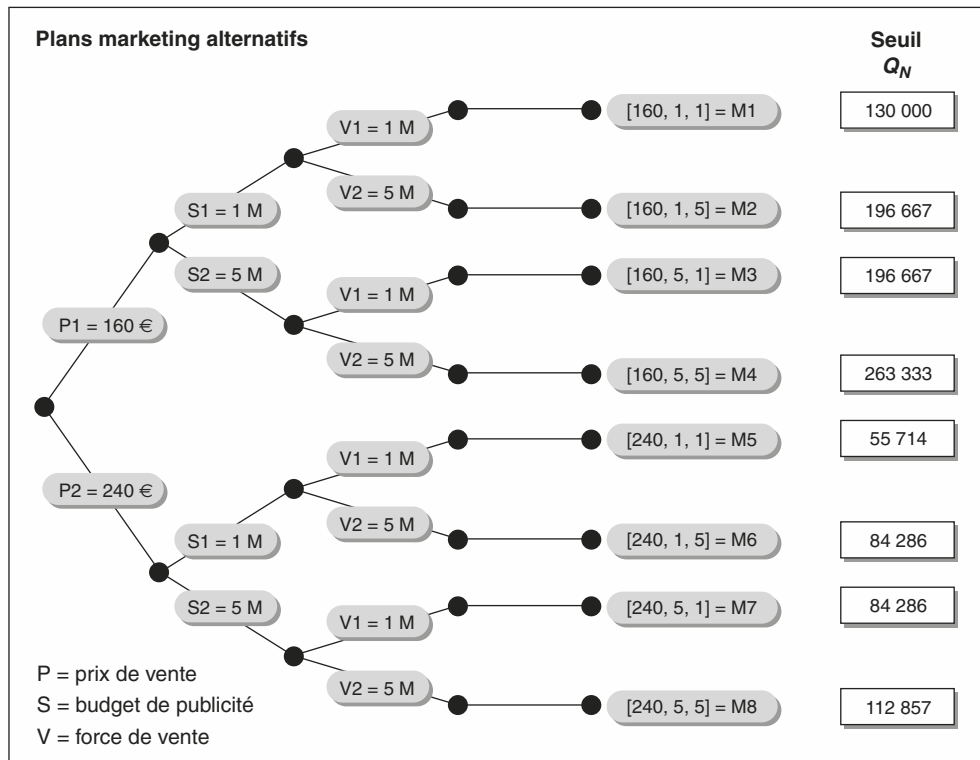 Plans marketing alternatifs
Seuil
Q_N
V1 = 1 M
[160, 1, 1] = M1
130 000
S1 = 1 M
V2 = 5 M
[160, 1, 5] = M2
196 667
P1 = 160 €
S2 = 5 M
V1 = 1 M
[160, 5, 1] = M3
196 667
V2 = 5 M
[160, 5, 5] = M4
263 333
V1 = 1 M
[240, 1, 1] = M5
55 714
P2 = 240 €
S1 = 1 M
V2 = 5 M
[240, 1, 5] = M6
84 286
S2 = 5 M
V1 = 1 M
[240, 5, 1] = M7
84 286
V2 = 5 M
[240, 5, 5] = M8
112 857
P = prix de vente
S = budget de publicité
V = force de vente